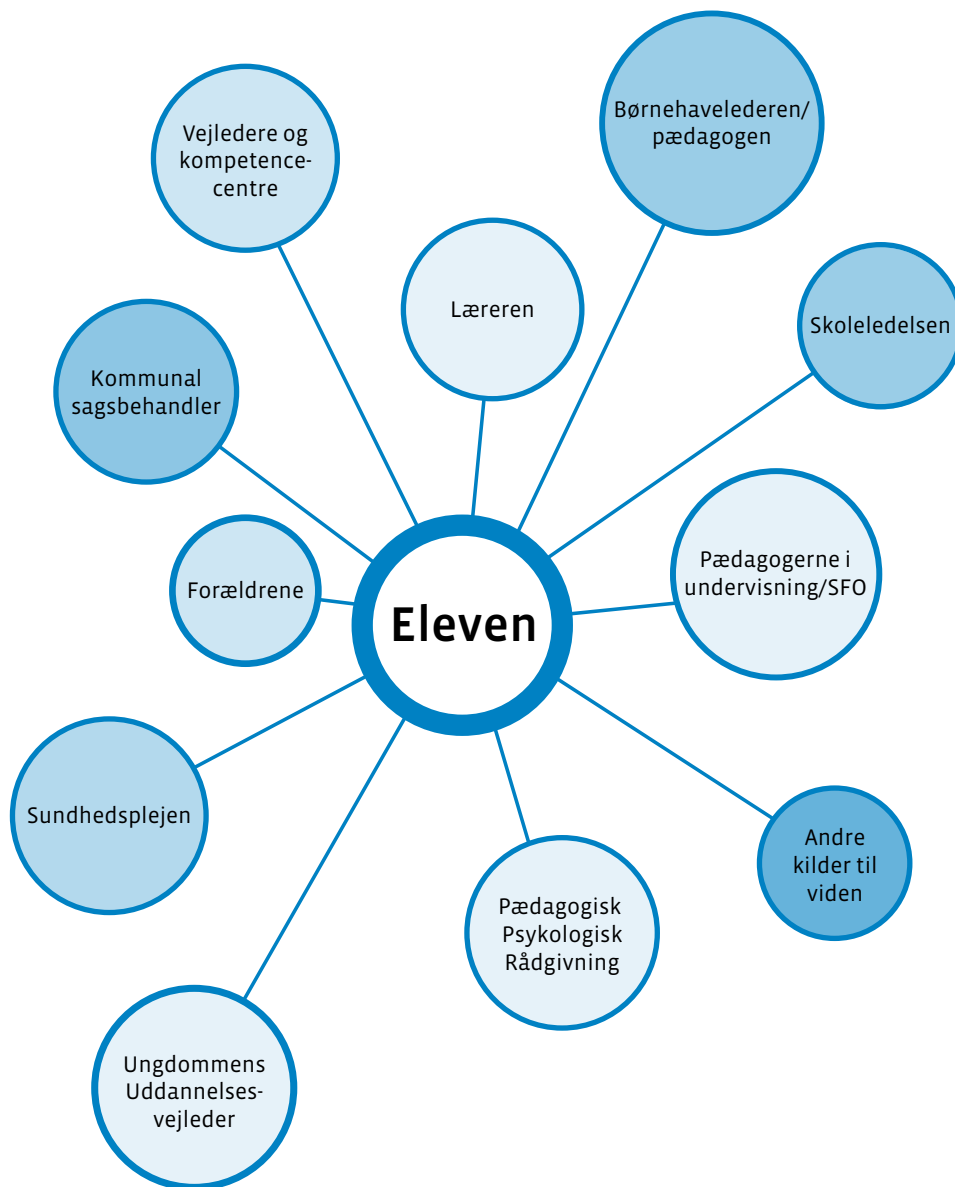 Vejledere og
kompetence-
centre
Børnehavelederen/
pædagogen
Læreren
Skoleledelsen
Kommunal
sagsbehandler
Pædagogerne i
undervisning/SFO
Forældrene
Eleven
Sundhedsplejen
Andre
kilder til
viden
Pædagogisk
Psykologisk
Rådgivning
Ungdommens
Uddannelses-
vejleder